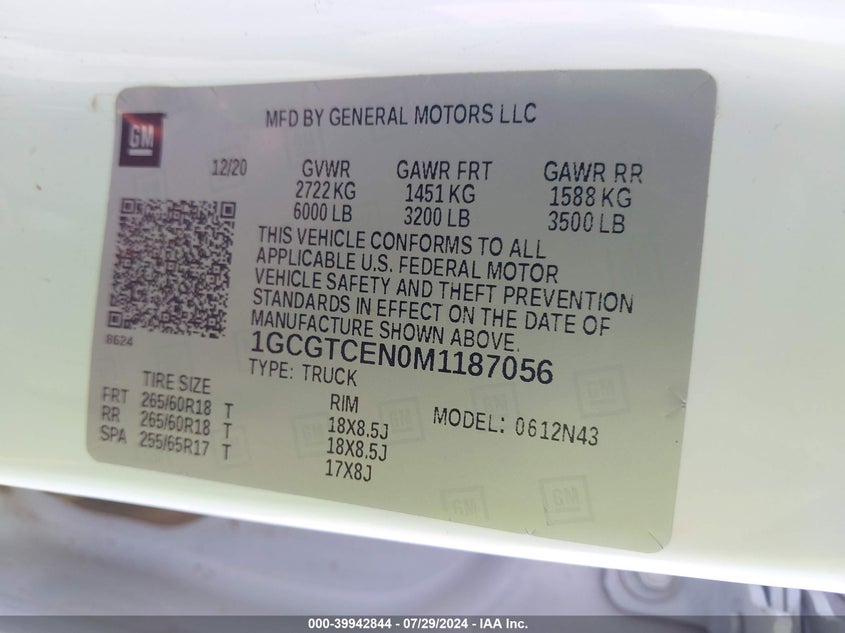 GM
MFD BY GENERAL MOTORS LLC
12/20 GVWR GAWR FRT GAWR RR
2722 KG 1451 KG 1588 KG
6000 LB 3200 LB 3500 LB
THIS VEHICLE CONFORMS TO ALL
APPLICABLE U.S. FEDERAL MOTOR
VEHICLE SAFETY AND THEFT PREVENTION
STANDARDS IN EFFECT ON THE DATE OF
MANUFACTURE SHOWN ABOVE.
8624
1GCGTCEN0M1187056
TYPE: TRUCK
TIRE SIZE RIM MODEL: 0612N43
FRT 265/60R18 T 18X8.5J
RR 265/60R18 T 18X8.5J
SPA 255/65R17 T 17X8J
GM
GM
000-39942844 | 07/29/2024 | IAA Inc.